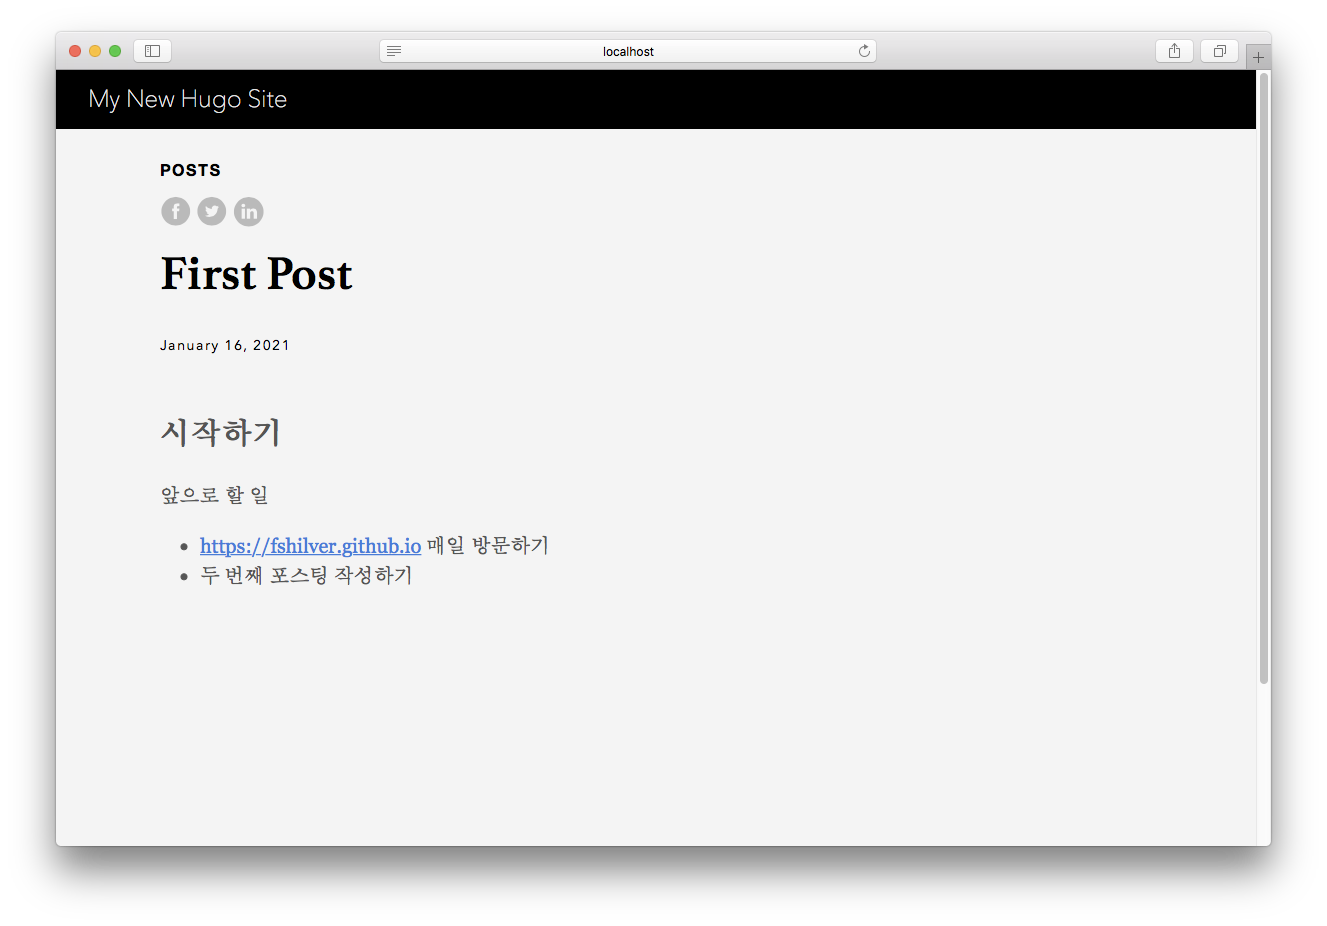 localhost
My New Hugo Site
POSTS
First Post
January 16, 2021
시작하기
앞으로 할 일
https://fshilver.github.io 매일 방문하기
두 번째 포스팅 작성하기